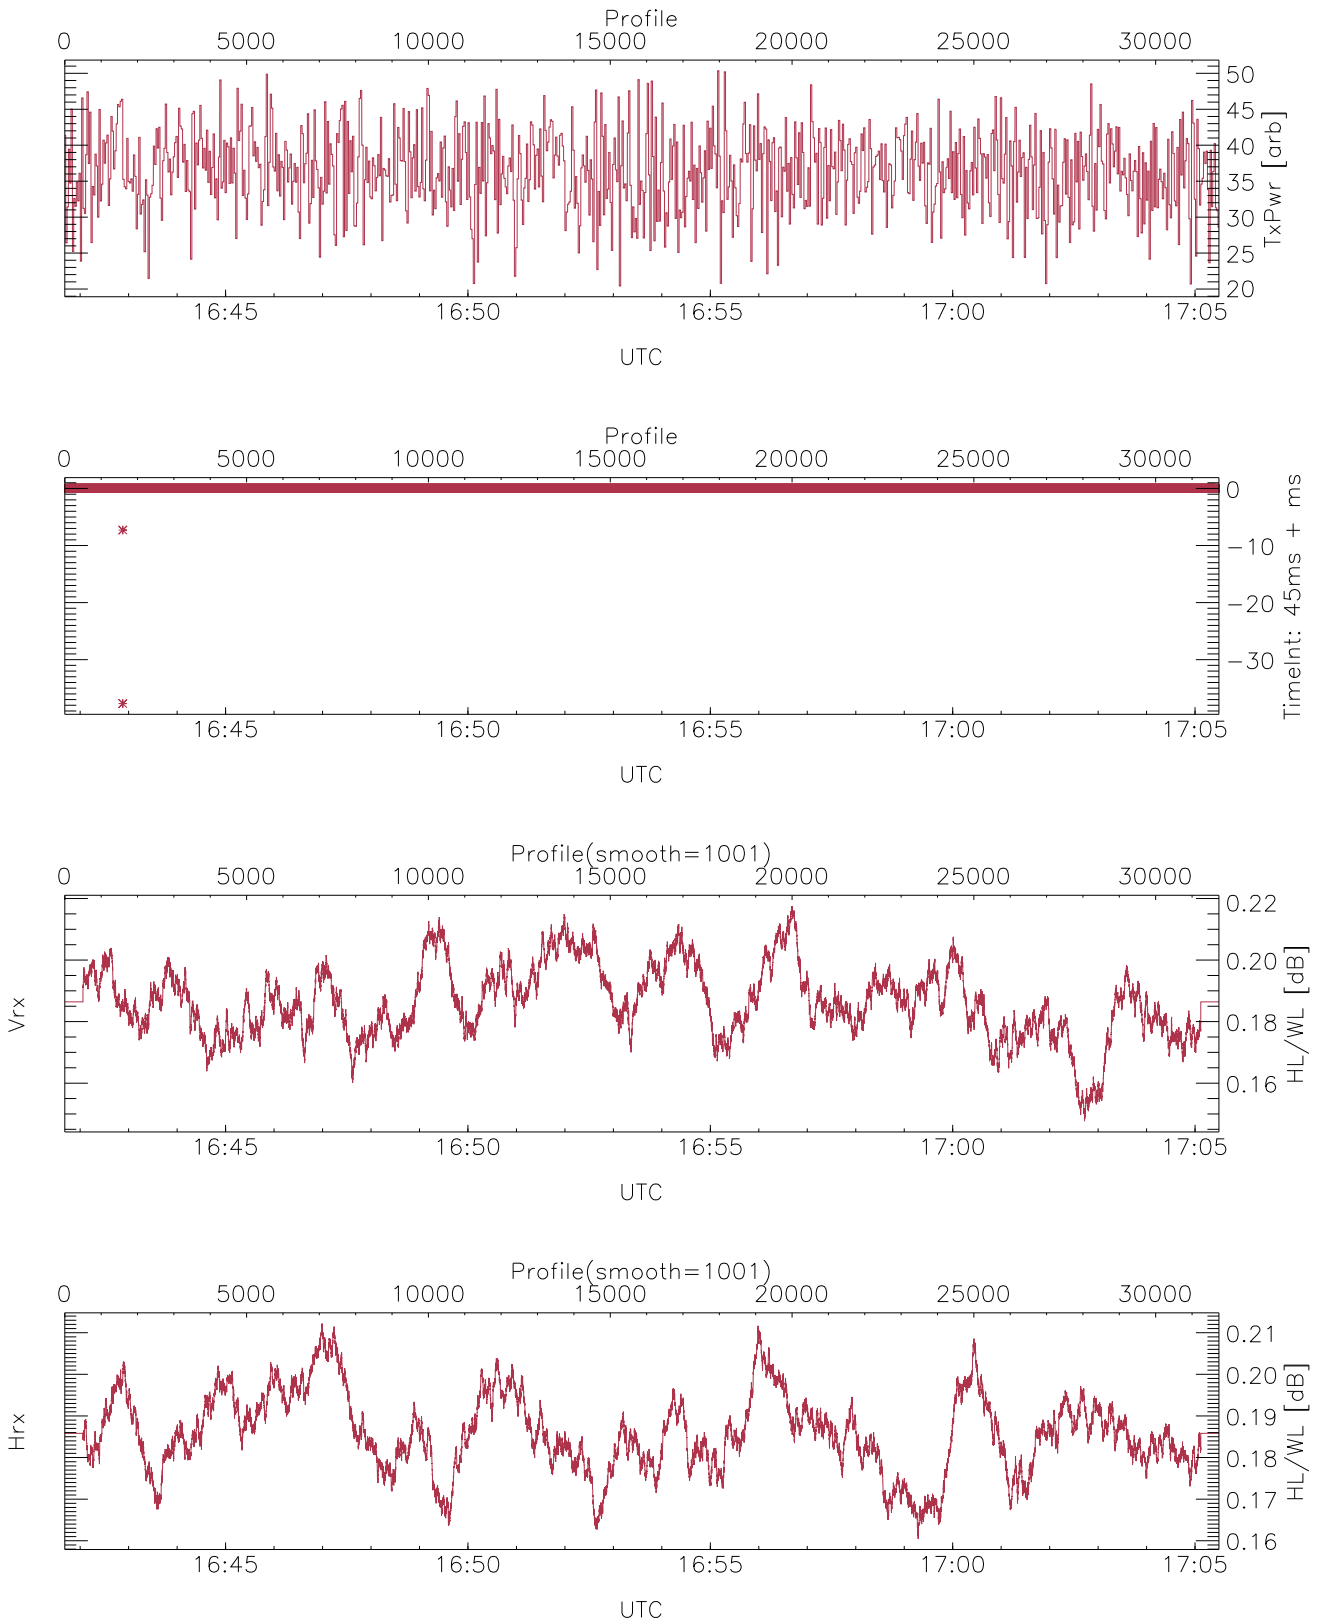 Profile
0 5000 10000 15000 20000 25000 30000
50
45
40
35
30
25
20
TxPwr [arb]
16:45 16:50 16:55 17:00 17:05
UTC
Profile
0 5000 10000 15000 20000 25000 30000
0
-10
-20
-30
TimeInt: 45ms + ms
16:45 16:50 16:55 17:00 17:05
UTC
Profile(smooth=1001)
0 5000 10000 15000 20000 25000 30000
Vrx
0.22
0.20
0.18
0.16
HL/WL [dB]
16:45 16:50 16:55 17:00 17:05
UTC
Profile(smooth=1001)
0 5000 10000 15000 20000 25000 30000
Hrx
0.21
0.20
0.19
0.18
0.17
0.16
HL/WL [dB]
16:45 16:50 16:55 17:00 17:05
UTC